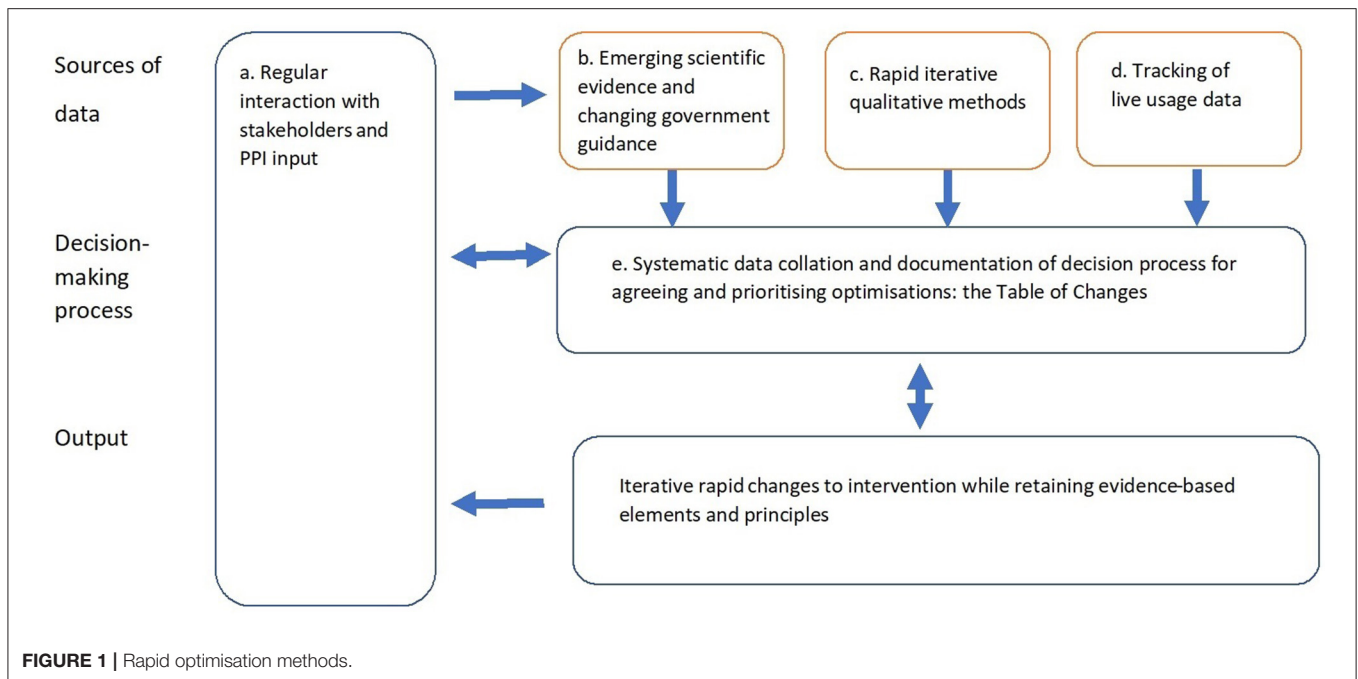 Sources of
data
a. Regular
interaction with
stakeholders and
PPI input
b. Emerging scientific
evidence and
changing government
guidance
c. Rapid iterative
qualitative methods
d. Tracking of
live usage data
Decision-
making
process
e. Systematic data collation and documentation of decision process for
agreeing and prioritising optimisations: the Table of Changes
Output
Iterative rapid changes to intervention while retaining evidence-based
elements and principles
FIGURE 1 | Rapid optimisation methods.